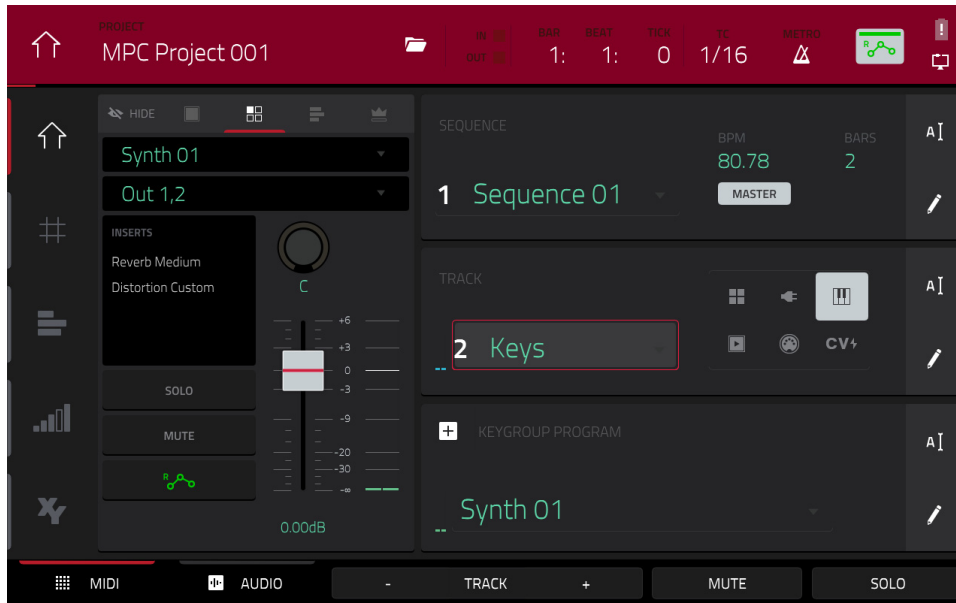 PROJECT
MPC Project 001
IN
OUT
BAR BEAT TICK TC METRO
1: 1: 0 1/16
R
HIDE
Synth 01
Out 1,2
INSERTS
Reverb Medium
Distortion Custom
C
+6
+3
0
-3
-9
-20
-30
-∞
SOLO
MUTE
R
0.00dB
SEQUENCE
BPM BARS
80.78 2
1 Sequence 01
MASTER
A
TRACK
2 Keys
--
CV
A
+ KEYGROUP PROGRAM
Synth 01
--
A
XY
MIDI AUDIO - TRACK + MUTE SOLO